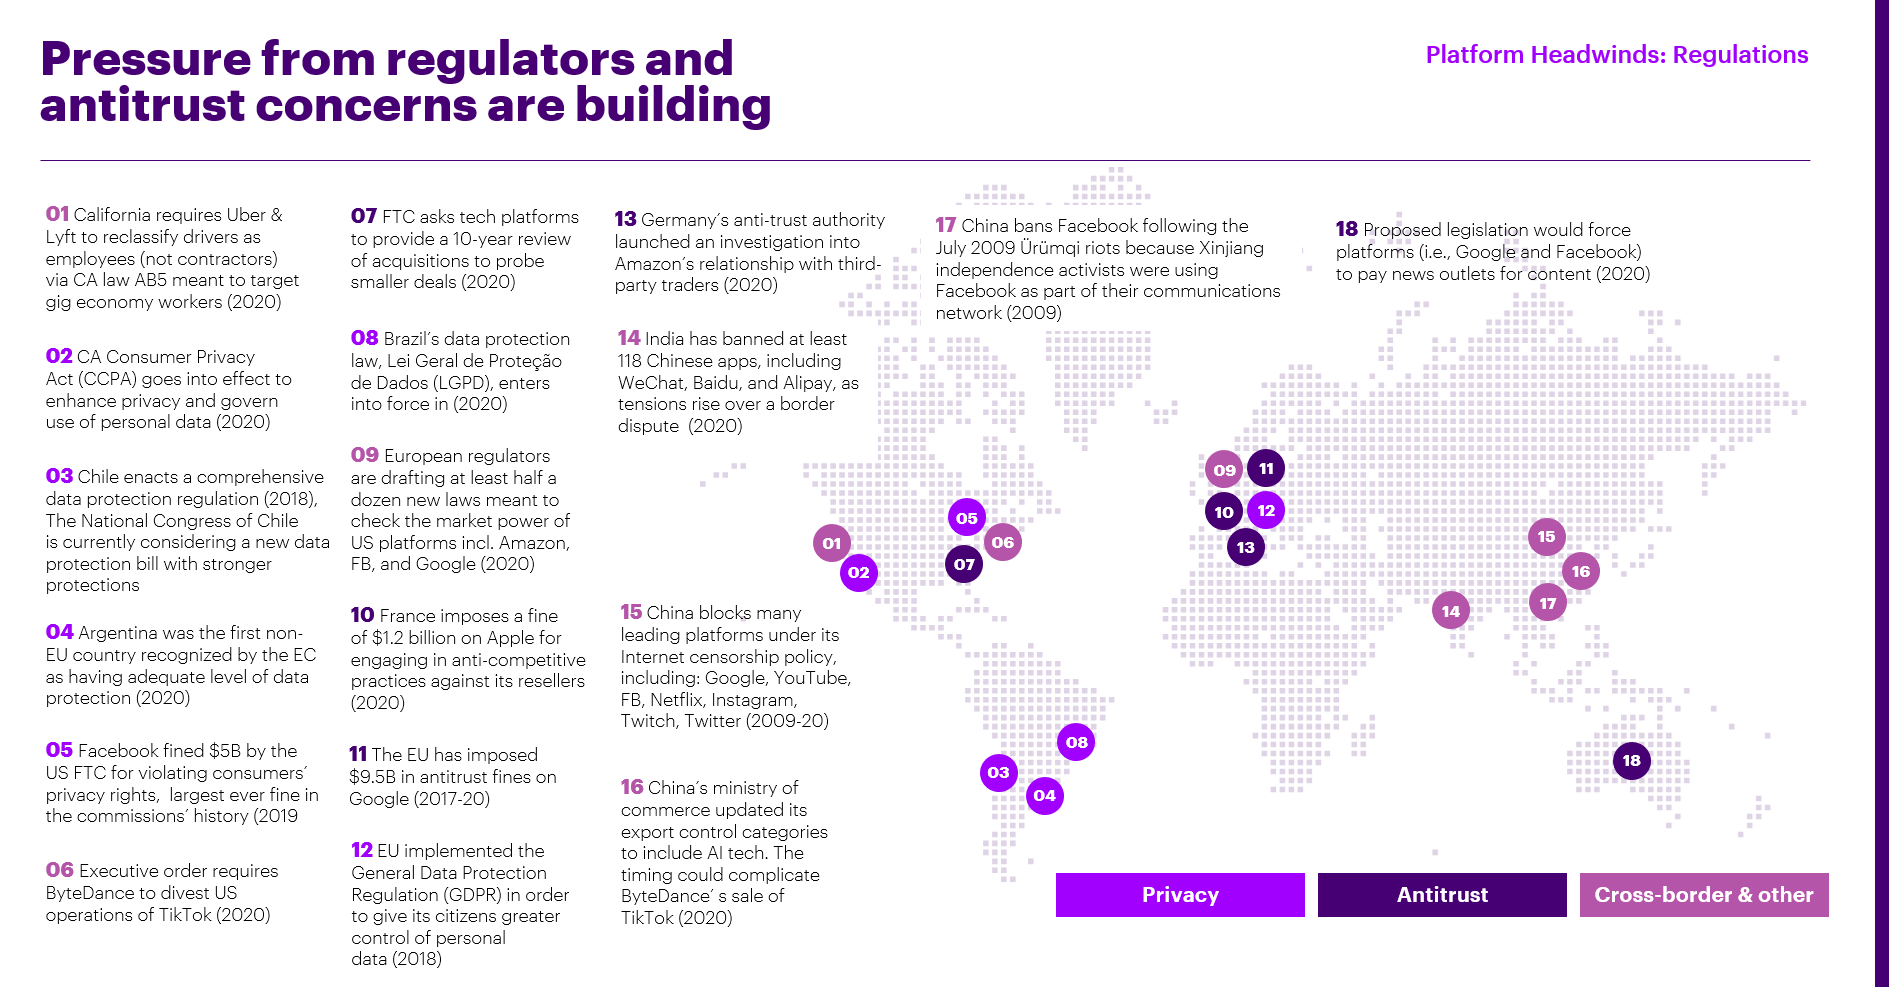 Pressure from regulators and
antitrust concerns are building
Platform Headwinds: Regulations
01 California requires Uber &
Lyft to reclassify drivers as
employees (not contractors)
via CA law AB5 meant to target
gig economy workers (2020)
02 CA Consumer Privacy
Act (CCPA) goes into effect to
enhance privacy and govern
use of personal data (2020)
03 Chile enacts a comprehensive
data protection regulation (2018),
The National Congress of Chile
is currently considering a new data
protection bill with stronger
protections
04 Argentina was the first non-
EU country recognized by the EC
as having adequate level of data
protection (2020)
05 Facebook fined $5B by the
US FTC for violating consumers’
privacy rights,  largest ever fine in
the commissions’ history (2019
06 Executive order requires
ByteDance to divest US
operations of TikTok (2020)
07 FTC asks tech platforms
to provide a 10-year review
of acquisitions to probe
smaller deals (2020)
08 Brazil’s data protection
law, Lei Geral de Proteção
de Dados (LGPD), enters
into force in (2020)
09 European regulators
are drafting at least half a
dozen new laws meant to
check the market power of
US platforms incl. Amazon,
FB, and Google (2020)
10 France imposes a fine
of $1.2 billion on Apple for
engaging in anti-competitive
practices against its resellers
(2020)
11 The EU has imposed
$9.5B in antitrust fines on
Google (2017-20)
12 EU implemented the
General Data Protection
Regulation (GDPR) in order
to give its citizens greater
control of personal
data (2018)
13 Germany’s anti-trust authority
launched an investigation into
Amazon’s relationship with third-
party traders (2020)
14 India has banned at least
118 Chinese apps, including
WeChat, Baidu, and Alipay, as
tensions rise over a border
dispute  (2020)
15 China blocks many
leading platforms under its
Internet censorship policy,
including: Google, YouTube,
FB, Netflix, Instagram,
Twitch, Twitter (2009-20)
16 China’s ministry of
commerce updated its
export control categories
to include AI tech. The
timing could complicate
ByteDance’ s sale of
TikTok (2020)
17 China bans Facebook following the
July 2009 Ürümqi riots because Xinjiang
independence activists were using
Facebook as part of their communications
network (2009)
18 Proposed legislation would force
platforms (i.e., Google and Facebook)
to pay news outlets for content (2020)
09
11
10
12
13
05
01
06
02
07
15
16
14
17
08
03
04
18
Privacy
Antitrust
Cross-border & other